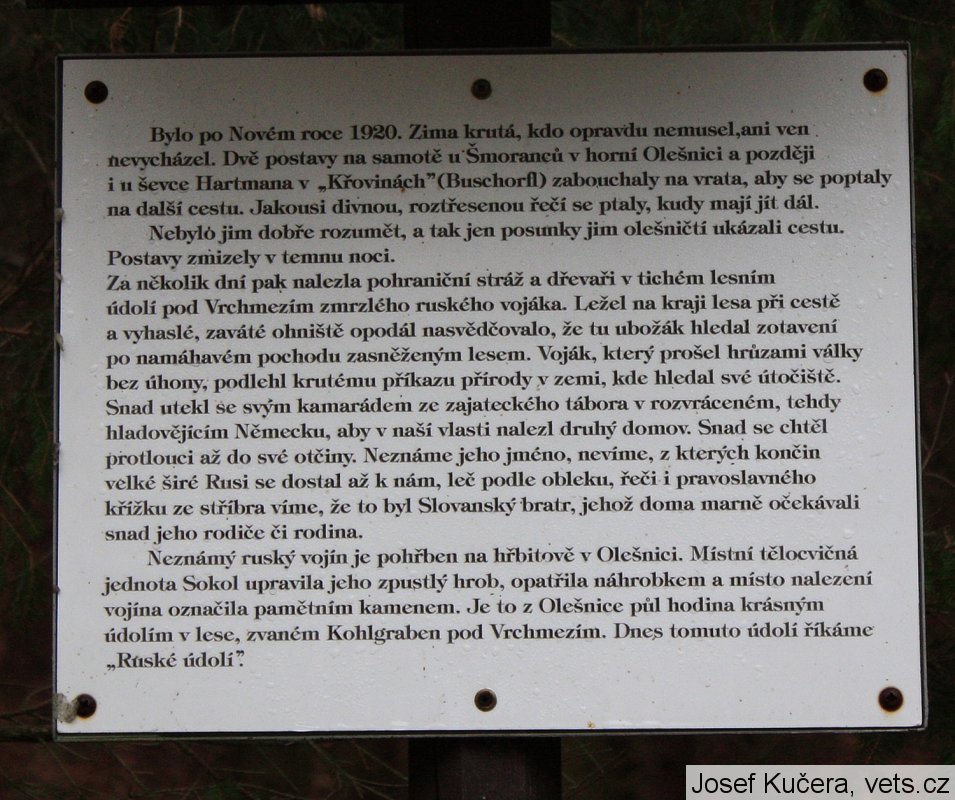 Bylo po Novém roce 1920. Zima krutá, kdo opravdu nemusel,ani ven
nevycházel. Dvě postavy na samotě u Šmoranců v horní Olešnici a později
i u ševce Hartmana v „Křovinách”(Buschorfl) zabouchaly na vrata, aby se poptaly
na další cestu. Jakousi divnou, roztřesenou řečí se ptaly, kudy mají jít dál.
Nebylo jim dobře rozumět, a tak jen posunky jim olešničtí ukázali cestu.
Postavy zmizely v temnu noci.
Za několik dní pak nalezla pohraniční stráž a dřevaři v tichém lesním
údolí pod Vrchmezím zmrzlého ruského vojáka. Ležel na kraji lesa při cestě
a vyhaslé, zaváté ohniště opodál nasvědčovalo, že tu ubožák hledal zotavení
po namáhavém pochodu zasněženým lesem. Voják, který prošel hrůzami války
bez úhony, podlehl krutému příkazu přírody v zemi, kde hledal své útočiště.
Snad utekl se svým kamarádem ze zajateckého tábora v rozvráceném, tehdy
hladovějícím Německu, aby v naší vlasti nalezl druhý domov. Snad se chtěl
protlouci až do své otčiny. Neznáme jeho jméno, nevíme, z kterých končin
velké širé Rusi se dostal až k nám, leč podle obleku, řeči i pravoslavného
křížku ze stříbra víme, že to byl Slovanský bratr, jehož doma marně očekávali
snad jeho rodiče či rodina.
Neznámý ruský vojín je pohřben na hřbitově v Olešnici. Místní tělocvičná
jednota Sokol upravila jeho zpustlý hrob, opatřila náhrobkem a místo nalezení
vojína označila pamětním kamenem. Je to z Olešnice půl hodina krásným
údolím v lese, zvaném Kohlgraben pod Vrchmezím. Dnes tomuto údolí říkáme
„Ruské údolí”.
Josef Kučera, vets.cz